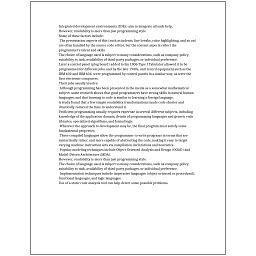 Integrated development environments (IDEs) aim to integrate all such help.
However, readability is more than just programming style.
Some of these factors include:
The presentation aspects of this (such as indents, line breaks, color highlighting, and so on)
are often handled by the source code editor, but the content aspects reflect the
programmer's talent and skills.
The choice of language used is subject to many considerations, such as company policy,
suitability to task, availability of third-party packages, or individual preference.
Later a control panel (plug board) added to his 1906 Type I Tabulator allowed it to be
programmed for different jobs, and by the late 1940s, unit record equipment such as the
IBM 602 and IBM 604, were programmed by control panels in a similar way, as were the
first electronic computers.
Their jobs usually involve:
Although programming has been presented in the media as a somewhat mathematical
subject, some research shows that good programmers have strong skills in natural human
languages, and that learning to code is similar to learning a foreign language.
A study found that a few simple readability transformations made code shorter and
drastically reduced the time to understand it.
Proficient programming usually requires expertise in several different subjects, including
knowledge of the application domain, details of programming languages and generic code
libraries, specialized algorithms, and formal logic.
Whatever the approach to development may be, the final program must satisfy some
fundamental properties.
These compiled languages allow the programmer to write programs in terms that are
syntactically richer, and more capable of abstracting the code, making it easy to target
varying machine instruction sets via compilation declarations and heuristics.
Popular modeling techniques include Object-Oriented Analysis and Design (OOAD) and
Model-Driven Architecture (MDA).
However, readability is more than just programming style.
The choice of language used is subject to many considerations, such as company policy,
suitability to task, availability of third-party packages, or individual preference.
Implementation techniques include imperative languages (object-oriented or procedural),
functional languages, and logic languages.
Use of a static code analysis tool can help detect some possible problems.